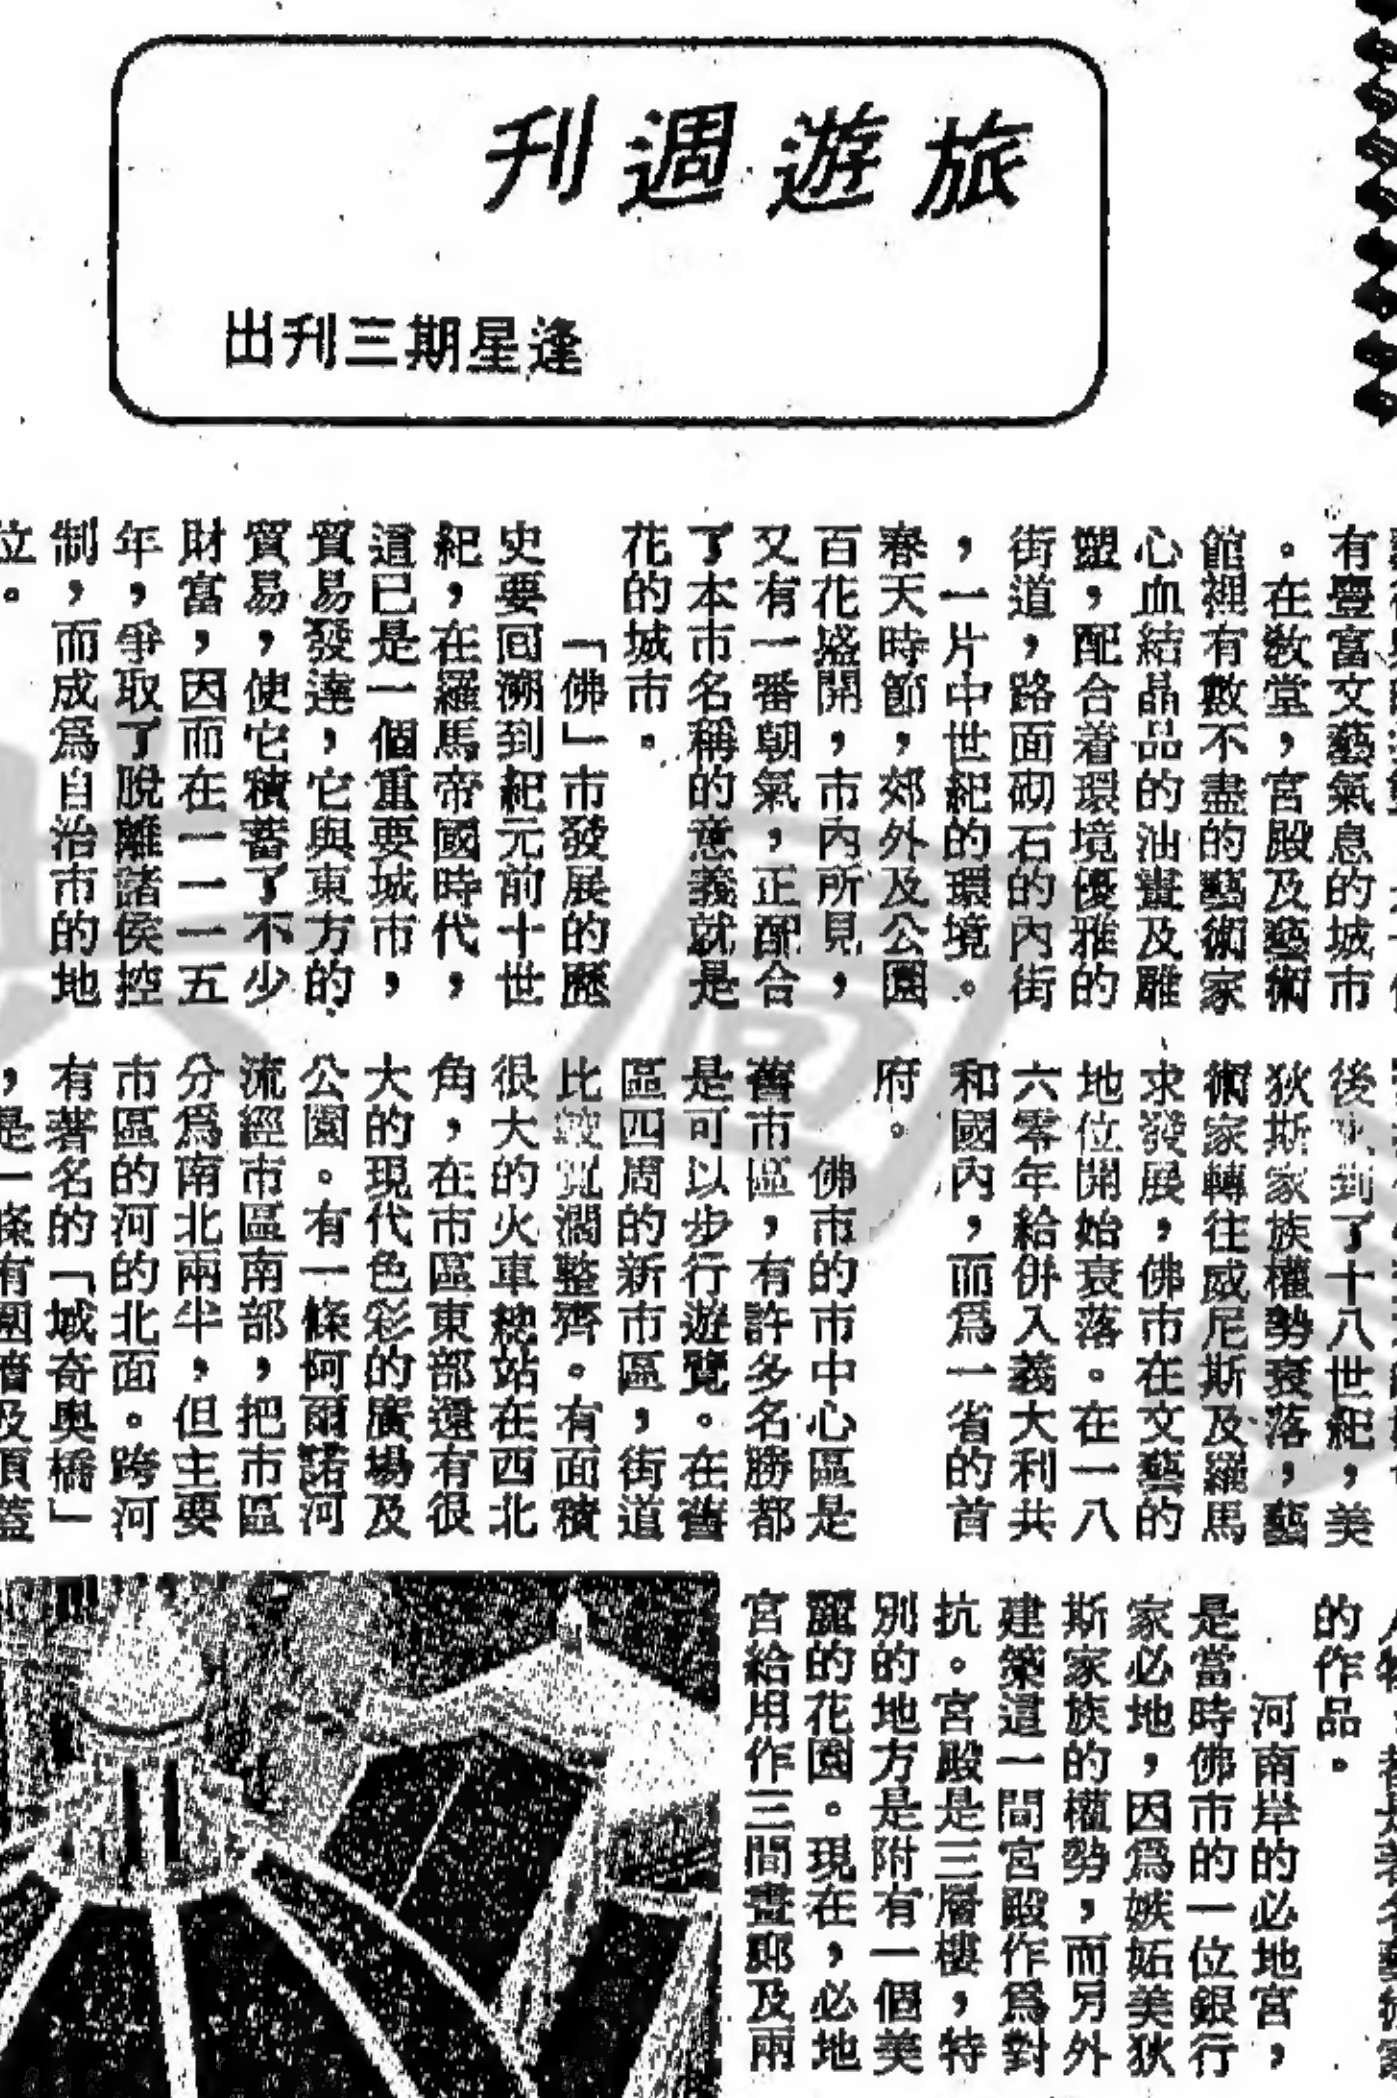 旅遊週刊
逢星期三刊出
有豐富文藝氣息的城市
。在教堂,宮殿及藝術
館裡有數不盡的藝術家
心血結晶品的油畫及雕
塑,配合着環境優雅的
街道,路面砌石的內街
,一片中世紀的環境。
春天時節,郊外及公園
百花盛開,市內所見,
又有一番朝氣,正配合
了本市名稱的意義就是
花的城市。
「佛」市發展的歷
史要回溯到紀元前十世
紀,在羅馬帝國時代,
這已是一個重要城市,
貿易發達,它與東方的
貿易,使它積蓄了不少
財富,因而在一一一五
年,爭取了脫離諸侯控
制,而成爲自治市的地
位。
後 到了十八世紀,美
狄斯家族權勢衰落,藝
術家轉往威尼斯及羅馬
求發展,佛市在文藝的
地位開始衰落。在一八
六零年給併入義大利共
和國內,而爲一省的首
府。
佛市的市中心區是
舊市區,有許多名勝都
是可以步行遊覽。在舊
區四周的新市區,街道
比較寬濶整齊。有面積
很大的火車總站在西北
角,在市區東部還有很
大的現代色彩的廣場及
公園。有一條阿爾諾河
流經市區南部,把市區
分爲南北兩半,但主要
市區的河的北面。跨河
有著名的「域奇奧橋」
,是一條有圍牆及頂蓋
的作品。
河南岸的必地宮,
是當時佛市的一位銀行
家必地,因爲嫉妬美狄
斯家族的權勢,而另外
建築這一間宮殿作爲對
抗。宮殿是三層樓,特
別的地方是附有一個美
麗的花園。現在,必地
宮給用作三間畫廊及兩